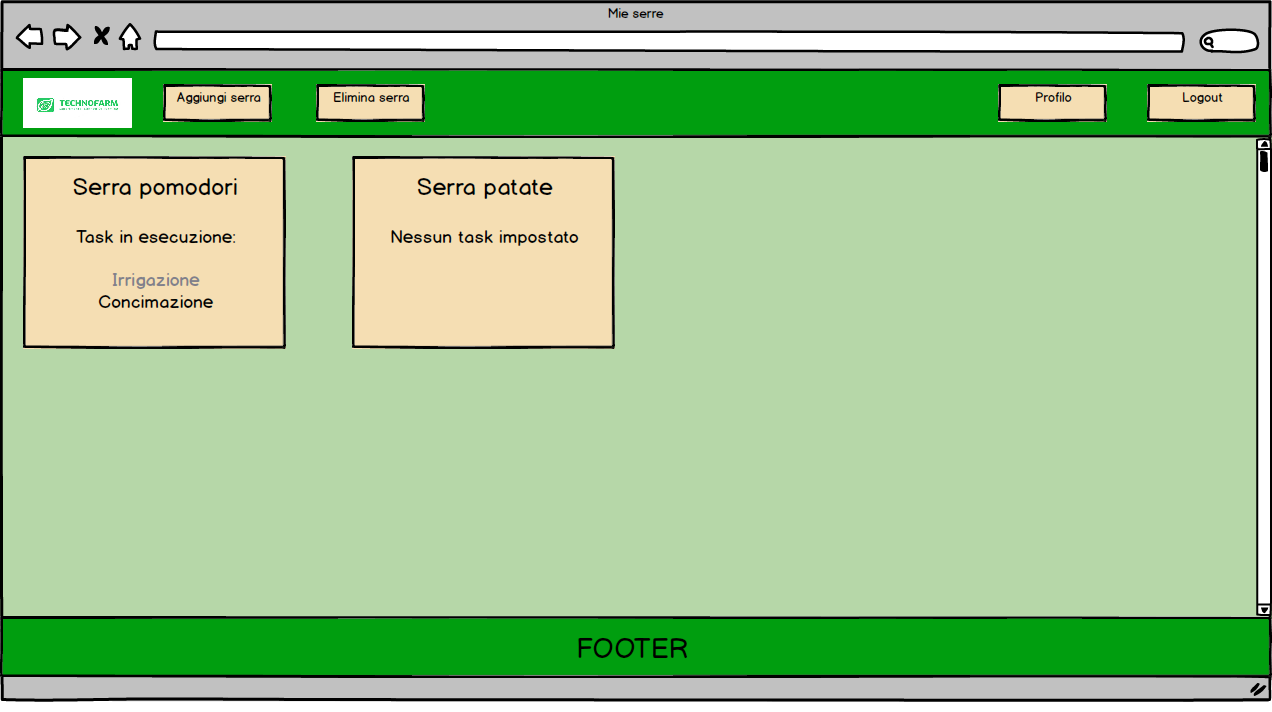 Mie serre
TECHNOFARM
Aggiungi serra
Elimina serra
Profilo
Logout
Serra pomodori
Task in esecuzione:
Irrigazione
Concimazione
Serra patate
Nessun task impostato
FOOTER